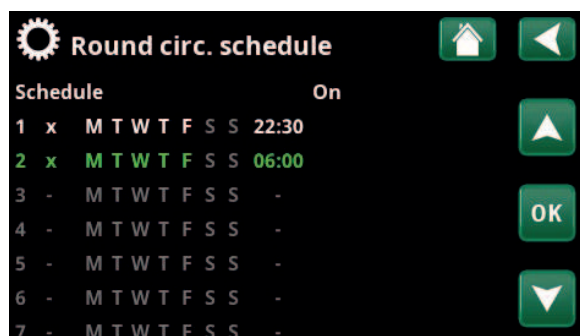 Round circ. schedule
Schedule On
1 x M T W T F S S 22:30
2 x M T W T F S S 06:00
3 - M T W T F S S -
4 - M T W T F S S -
OK
5 - M T W T F S S -
6 - M T W T F S S -
7 - M T W T F S S